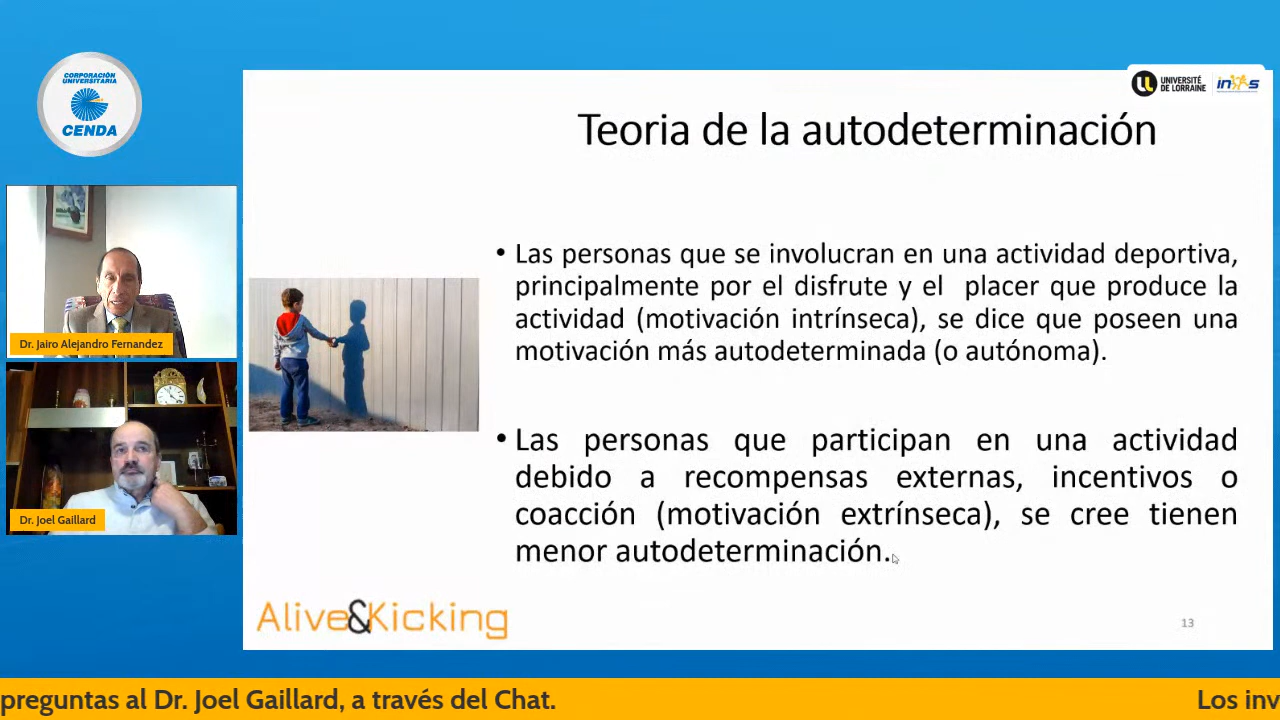 CORPORACIÓN
UNIVERSITARIA
CENDA
UNIVERSITÉ
DE LORRAINE
Teoria de la autodeterminación
• Las personas que se involucran en una actividad deportiva,
principalmente por el disfrute y el placer que produce la
actividad (motivación intrínseca), se dice que poseen una
motivación más autodeterminada (o autónoma).
• Las personas que participan en una actividad
debido a recompensas externas, incentivos o
coacción (motivación extrínseca), se cree tienen
menor autodeterminación.
Dr. Jairo Alejandro Fernandez
Dr. Joel Gaillard
Alive&Kicking
13
preguntas al Dr. Joel Gaillard, a través del Chat.
Los inv